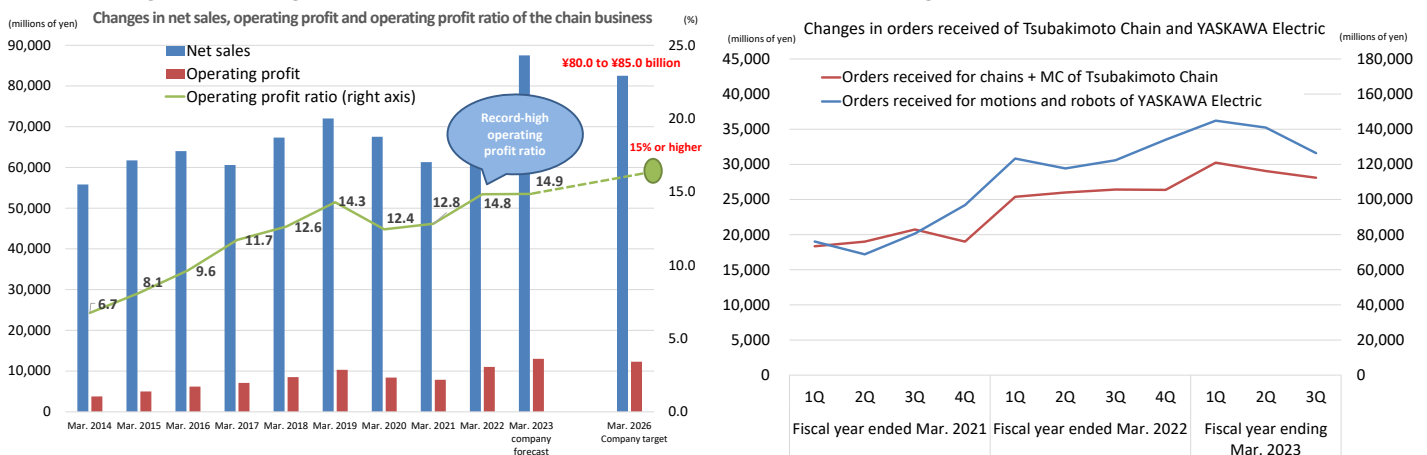 Changes in net sales, operating profit and operating profit ratio of the chain business
(millions of yen)
(%)
90,000
80,000
70,000
60,000
50,000
40,000
30,000
20,000
10,000
0
25.0
20.0
15.0
10.0
5.0
0.0
Net sales
Operating profit
Operating profit ratio (right axis)
¥80.0 to ¥85.0 billion
Record-high
operating
profit ratio
15% or higher
6.7
8.1
9.6
11.7
12.6
14.3
12.4
12.8
14.8
14.9
Mar. 2014
Mar. 2015
Mar. 2016
Mar. 2017
Mar. 2018
Mar. 2019
Mar. 2020
Mar. 2021
Mar. 2022
Mar. 2023
company
forecast
Mar. 2026
Company target
Changes in orders received of Tsubakimoto Chain and YASKAWA Electric
(millions of yen)
(millions of yen)
45,000
40,000
35,000
30,000
25,000
20,000
15,000
10,000
5,000
0
180,000
160,000
140,000
120,000
100,000
80,000
60,000
40,000
20,000
0
Orders received for chains + MC of Tsubakimoto Chain
Orders received for motions and robots of YASKAWA Electric
1Q 2Q 3Q 4Q 1Q 2Q 3Q 4Q 1Q 2Q 3Q
Fiscal year ended Mar. 2021
Fiscal year ended Mar. 2022
Fiscal year ending
Mar. 2023